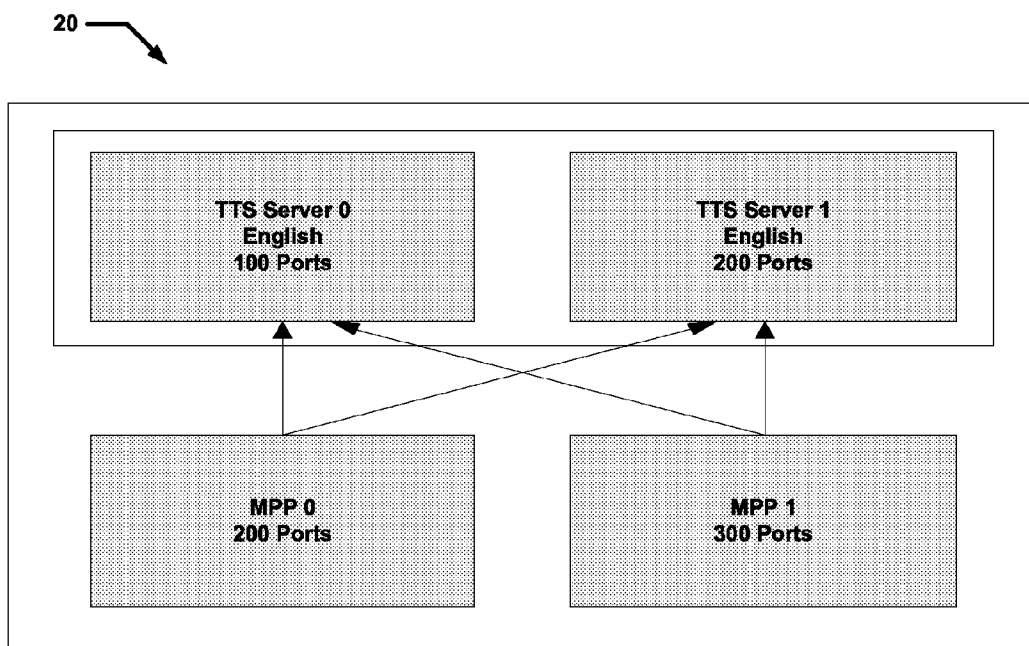 20
TTS Server 0
English
100 Ports
TTS Server 1
English
200 Ports
MPP 0
200 Ports
MPP 1
300 Ports